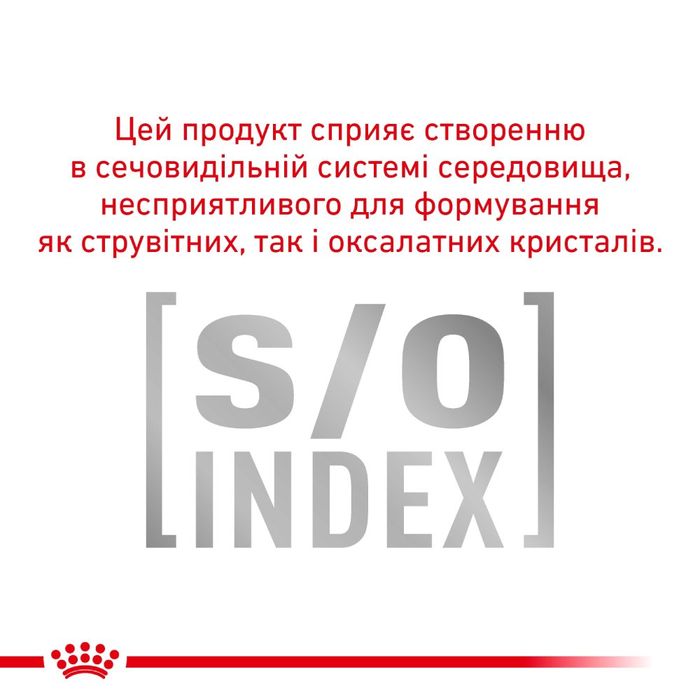 Цей продукт сприяє створенню
в сечовидільній системі середовища,
несприятливого для формування
як струвітних, так і оксалатних кристалів.
S/O
INDEX